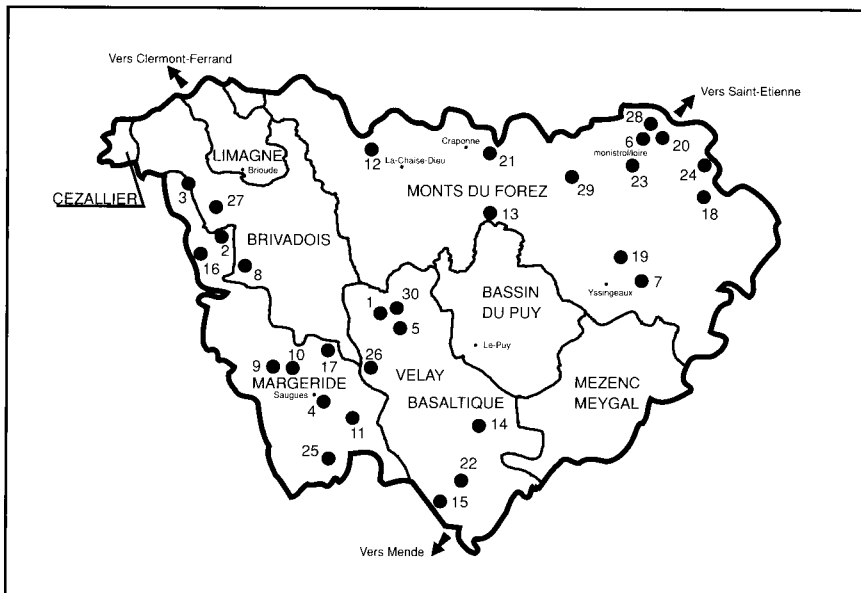 Vers Clermont-Ferrand
Vers Saint-Etienne
28
6
20
monistrol/loire
23
24
18
Craponne
21
12
La-Chaise-Dieu
LIMAGNE
Brioude
MONTS DU FOREZ
29
13
CEZALLIER
3
27
2
16
8
BRIVADOIS
19
7
Yssingeaux
1
30
5
BASSIN
DU PUY
Le-Puy
26
VELAY
BASALTIQUE
MEZENC
MEYGAL
9
10
17
MARGERIDE
Saugues
4
11
14
25
22
15
Vers Mende